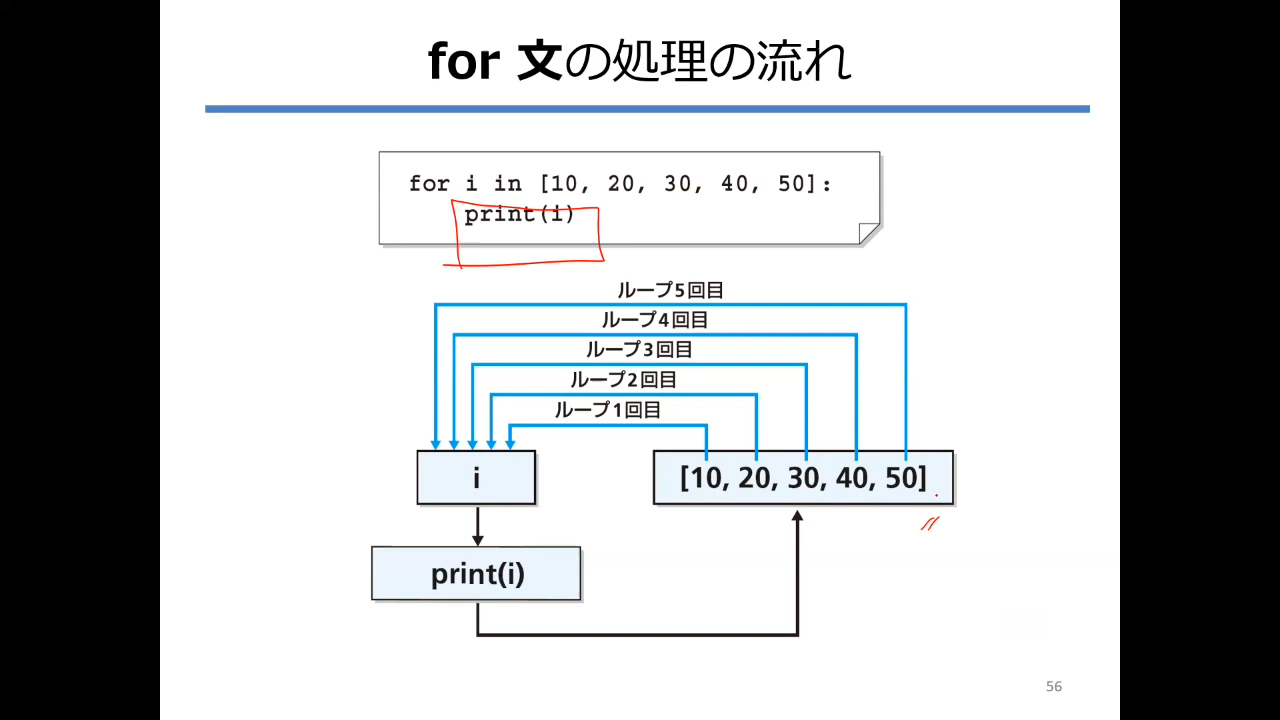 for 文の処理の流れ
for i in [10, 20, 30, 40, 50]:
print(i)
ループ5回目
ループ4回目
ループ3回目
ループ2回目
ループ1回目
i
[10, 20, 30, 40, 50]
print(i)
56